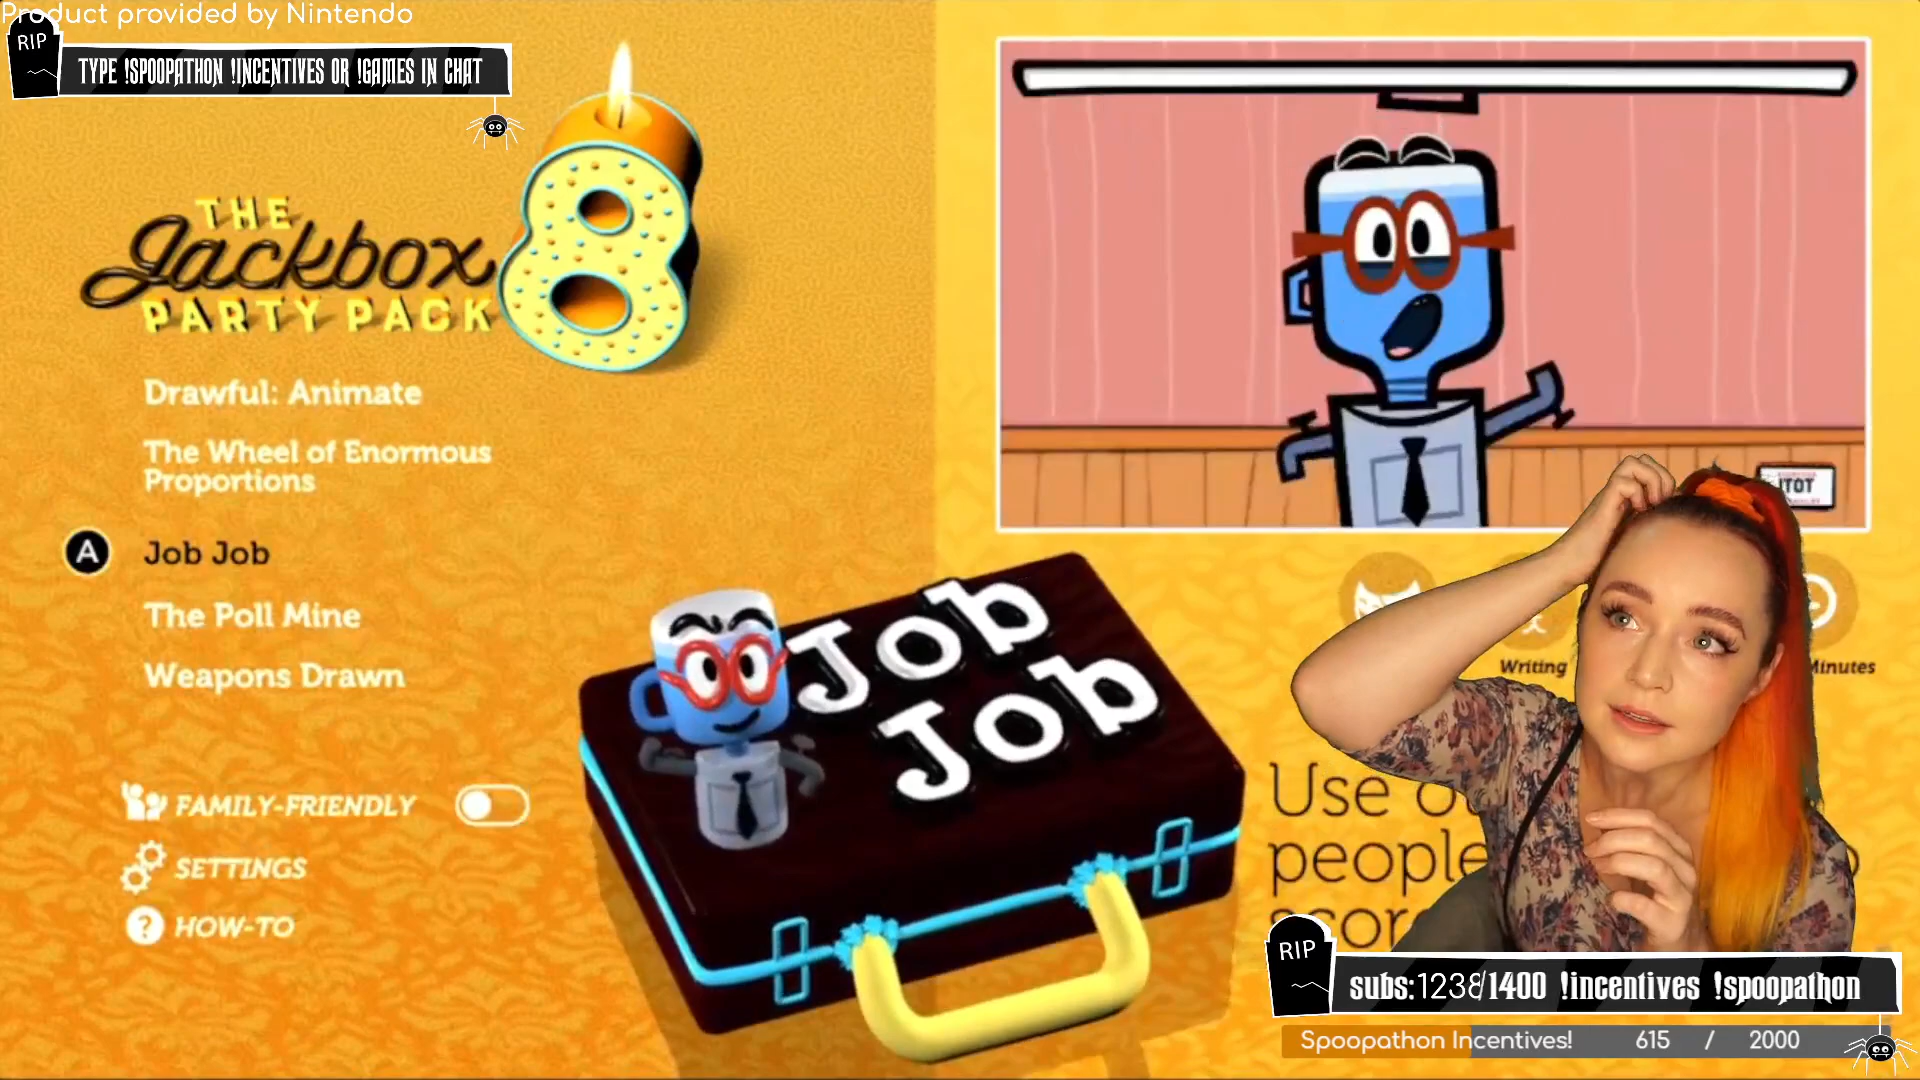 Product provided by Nintendo
RIP
TYPE !SPOOPATHON !INCENTIVES OR !GAMES IN CHAT
THE
Jackbox
PARTY PACK
8
Drawful: Animate
The Wheel of Enormous
Proportions
A
Job Job
The Poll Mine
Weapons Drawn
FAMILY-FRIENDLY
SETTINGS
? HOW-TO
Job
Job
Writing
Minutes
Use
people
RIP
subs:1238/1400 !incentives !spoopathon
Spoopathon Incentives! 615 / 2000